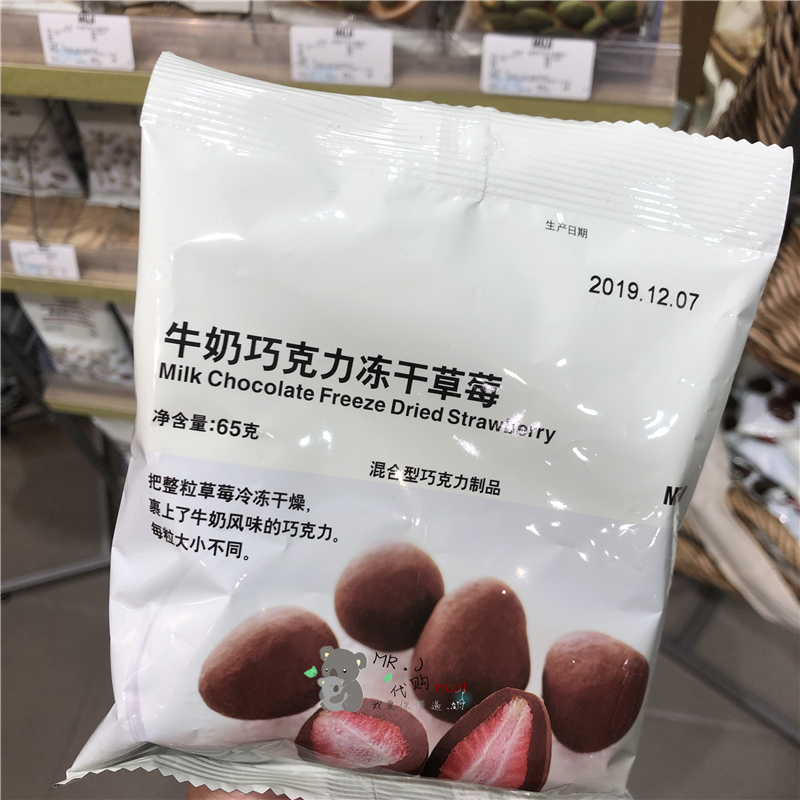 生产日期
2019.12.07
牛奶巧克力冻干草莓
Milk Chocolate Freeze Dried Strawberry
净含量:65克
混合型巧克力制品
把整粒草莓冷冻干燥,
裹上了牛奶风味的巧克力。
每粒大小不同。
MR.J
代购